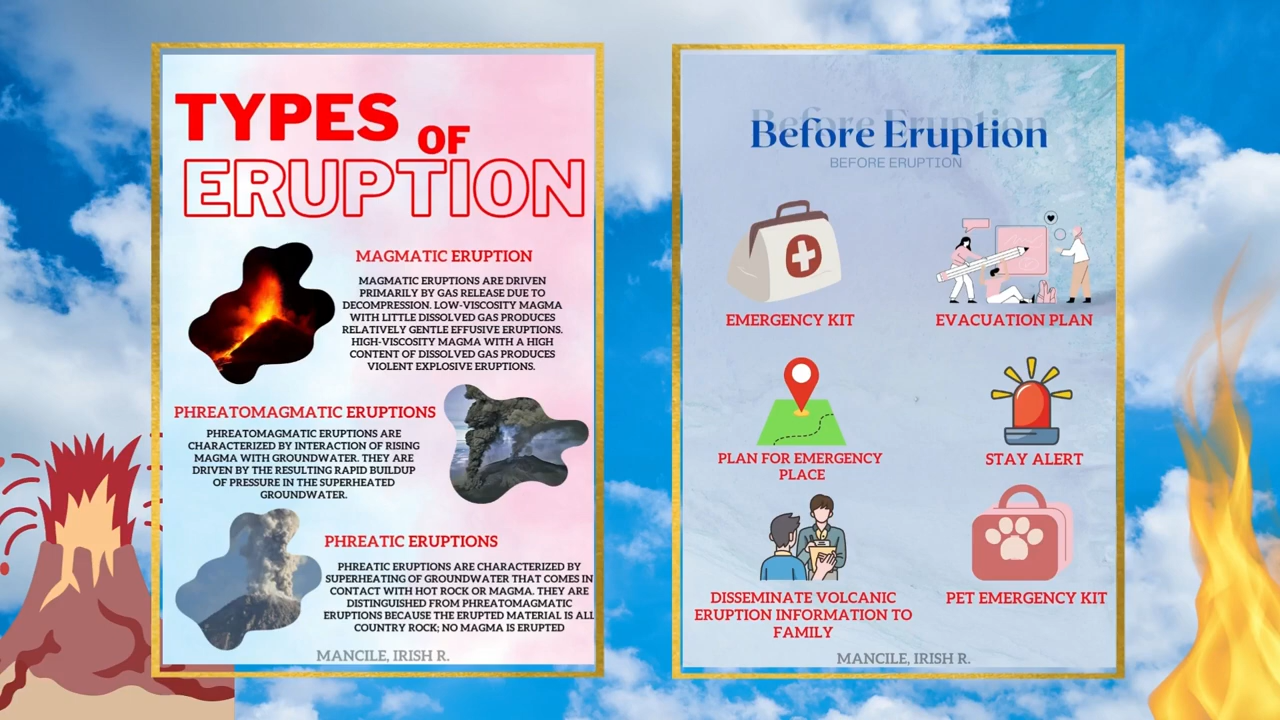 TYPES OF
ERUPTION
MAGMATIC ERUPTION
MAGMATIC ERUPTIONS ARE DRIVEN
PRIMARILY BY GAS RELEASE DUE TO
DECOMPRESSION. LOW-VISCOSITY MAGMA
WITH LITTLE DISSOLVED GAS PRODUCES
RELATIVELY GENTLE EFFUSIVE ERUPTIONS.
HIGH-VISCOSITY MAGMA WITH A HIGH
CONTENT OF DISSOLVED GAS PRODUCES
VIOLENT EXPLOSIVE ERUPTIONS.
PHREATOMAGMATIC ERUPTIONS
PHREATOMAGMATIC ERUPTIONS ARE
CHARACTERIZED BY INTERACTION OF RISING
MAGMA WITH GROUNDWATER. THEY ARE
DRIVEN BY THE RESULTING RAPID BUILDUP
OF PRESSURE IN THE SUPERHEATED
GROUNDWATER.
PHREATIC ERUPTIONS
PHREATIC ERUPTIONS ARE CHARACTERIZED BY
SUPERHEATING OF GROUNDWATER THAT COMES IN
CONTACT WITH HOT ROCK OR MAGMA. THEY ARE
DISTINGUISHED FROM PHREATOMAGMATIC
ERUPTIONS BECAUSE THE ERUPTED MATERIAL IS ALL
COUNTRY ROCK; NO MAGMA IS ERUPTED
MANCILE, IRISH R.
Before Eruption
Before Eruption
BEFORE ERUPTION
EMERGENCY KIT
EVACUATION PLAN
PLAN FOR EMERGENCY
PLACE
STAY ALERT
DISSEMINATE VOLCANIC
ERUPTION INFORMATION TO
FAMILY
PET EMERGENCY KIT
MANCILE, IRISH R.